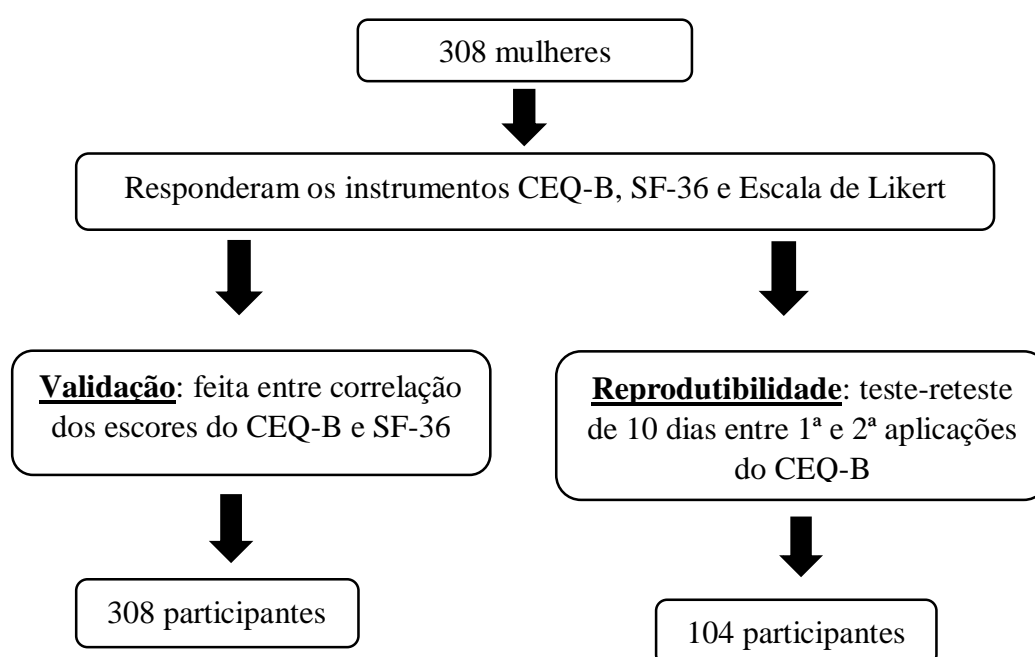 308 mulheres
Responderam os instrumentos CEQ-B, SF-36 e Escala de Likert
Validação: feita entre correlação
dos escores do CEQ-B e SF-36
Reprodutibilidade: teste-reteste
de 10 dias entre 1ª e 2ª aplicações
do CEQ-B
308 participantes
104 participantes